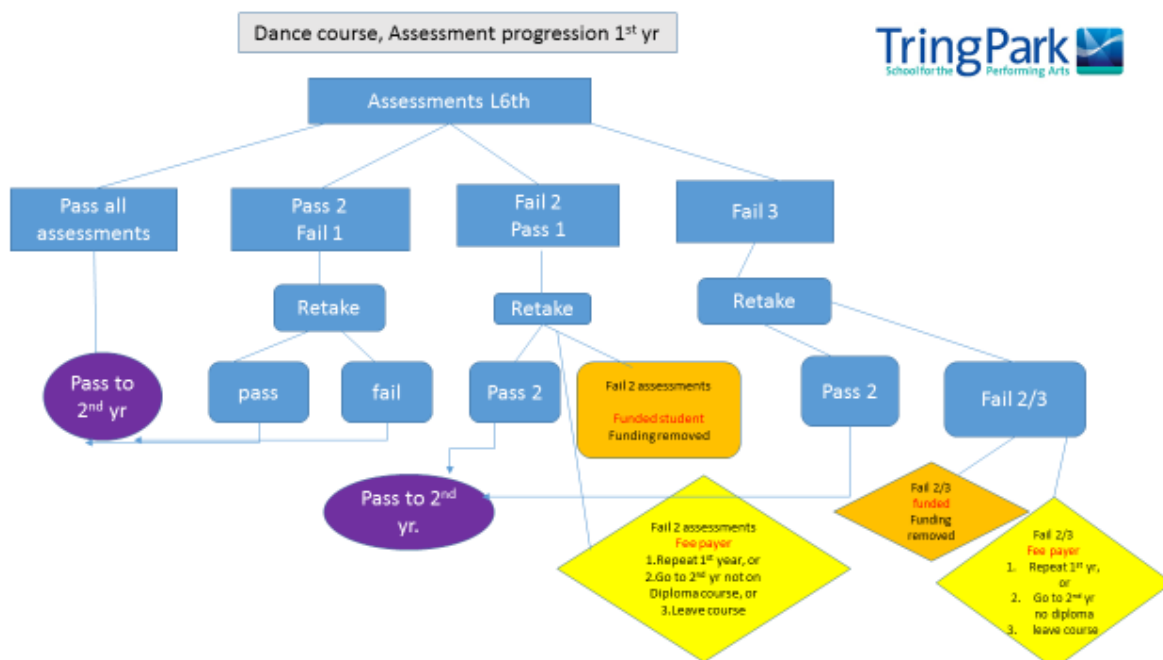 Dance course, Assessment progression 1st yr
TringPark
School for the Performing Arts
Assessments L6th
Pass all
assessments
Pass 2
Fail 1
Fail 2
Pass 1
Fail 3
Retake
Retake
Retake
Pass to
2nd yr
pass
fail
Pass 2
Fail 2 assessments
Funded student
Funding removed
Pass 2
Fail 2/3
Pass to 2nd
yr.
Fail 2 assessments
Fee payer
1.Repeat 1st year, or
2.Go to 2nd yr not on
Diploma course, or
3.Leave course
Fail 2/3
funded
Funding
removed
Fail 2/3
Fee payer
1. Repeat 1st yr,
or
2. Go to 2nd yr
no diploma
3. leave course